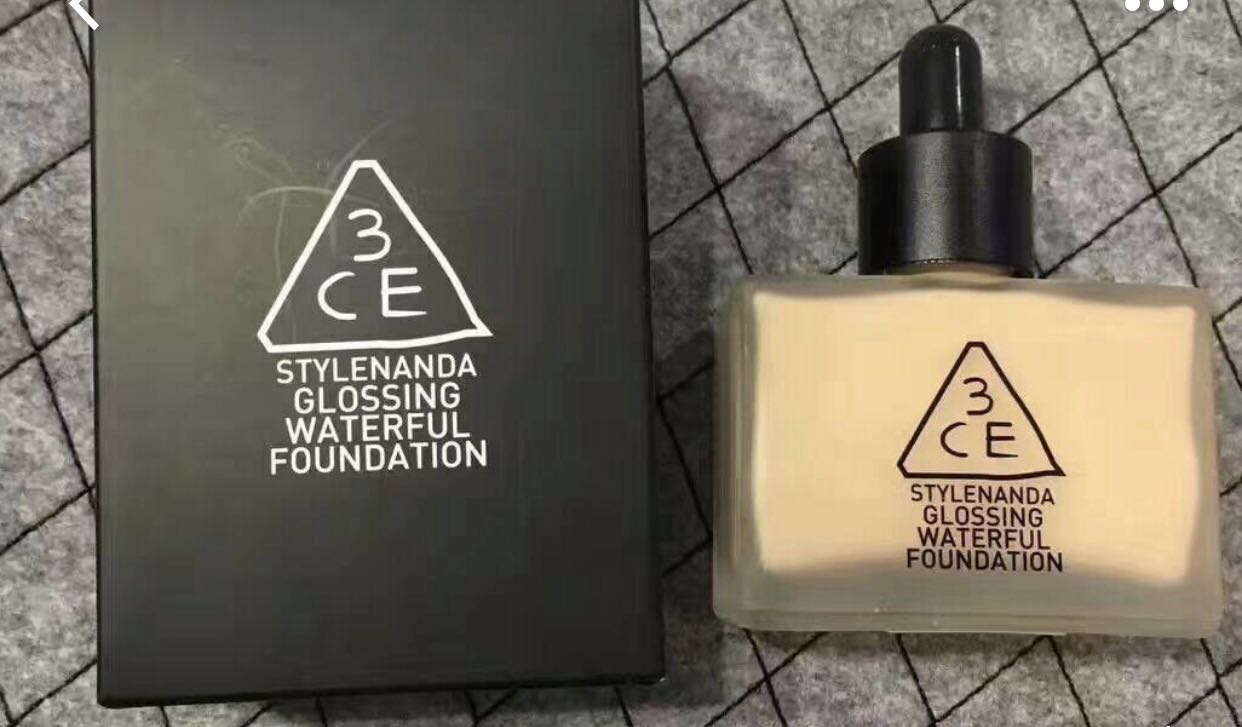 3
CE
STYLENANDA
GLOSSING
WATERFUL
FOUNDATION
3
CE
STYLENANDA
GLOSSING
WATERFUL
FOUNDATION